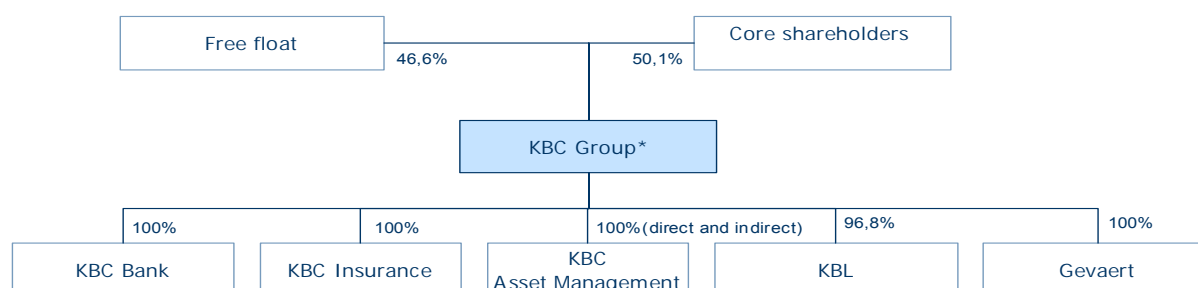 Free float
Core shareholders
46,6%
50,1%
KBC Group*
100%
100%
100% (direct and indirect)
96,8%
100%
KBC Bank
KBC Insurance
KBC
Asset Management
KBL
Gevaert